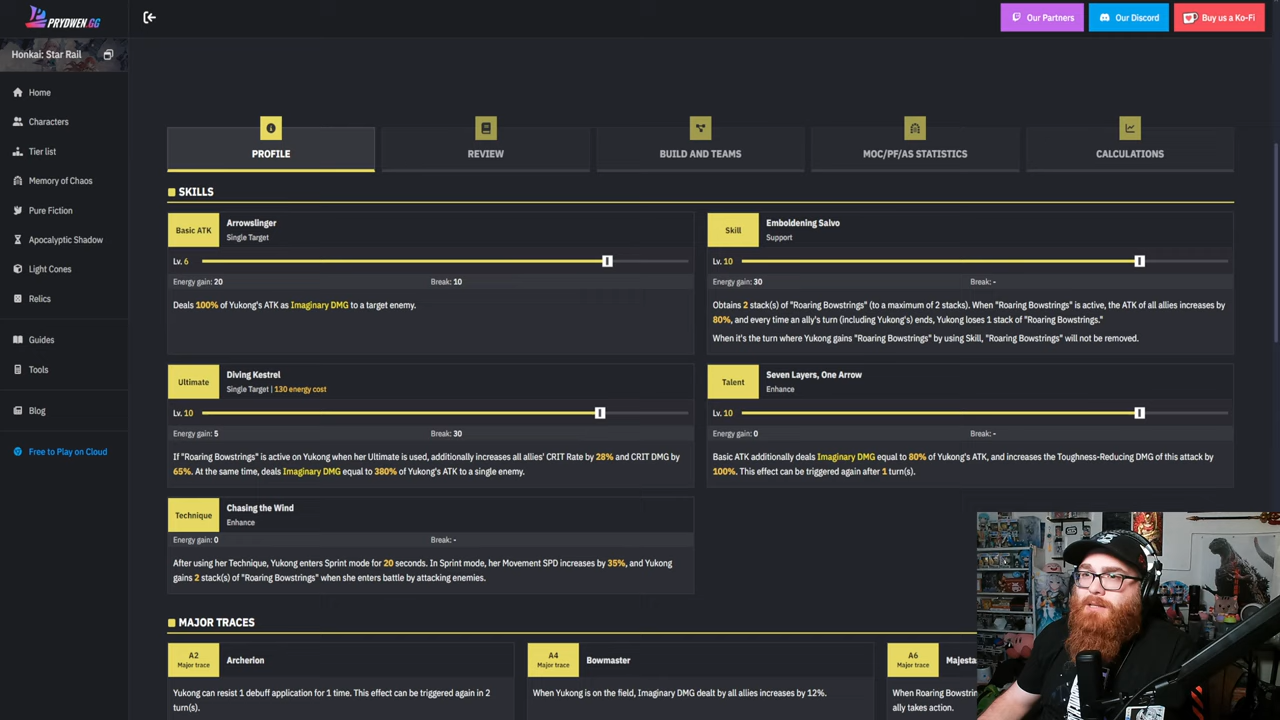 PRYDWEN.GG
Our Partners
Our Discord
Buy us a Ko-Fi
Honkai: Star Rail
Home
Characters
Tier list
Memory of Chaos
Pure Fiction
Apocalyptic Shadow
Light Cones
Relics
Guides
Tools
Blog
Free to Play on Cloud
PROFILE
REVIEW
BUILD AND TEAMS
MOC/PF/AS STATISTICS
CALCULATIONS
SKILLS
Basic ATK
Arrowslinger
Single Target
Lv. 6
Energy gain: 20
Break: 10
Deals 100% of Yukong's ATK as Imaginary DMG to a target enemy.
Skill
Emboldening Salvo
Support
Lv. 10
Energy gain: 30
Break: -
Obtains 2 stack(s) of "Roaring Bowstrings" (to a maximum of 2 stacks). When "Roaring Bowstrings" is active, the ATK of all allies increases by
80%, and every time an ally's turn (including Yukong's) ends, Yukong loses 1 stack of "Roaring Bowstrings."
When it's the turn where Yukong gains "Roaring Bowstrings" by using Skill, "Roaring Bowstrings" will not be removed.
Ultimate
Diving Kestrel
Single Target | 130 energy cost
Lv. 10
Energy gain: 5
Break: 30
If "Roaring Bowstrings" is active on Yukong when her Ultimate is used, additionally increases all allies' CRIT Rate by 28% and CRIT DMG by
65%. At the same time, deals Imaginary DMG equal to 380% of Yukong's ATK to a single enemy.
Talent
Seven Layers, One Arrow
Enhance
Lv. 10
Energy gain: 0
Break: -
Basic ATK additionally deals Imaginary DMG equal to 80% of Yukong's ATK, and increases the Toughness-Reducing DMG of this attack by
100%. This effect can be triggered again after 1 turn(s).
Technique
Chasing the Wind
Enhance
Energy gain: 0
Break: -
After using her Technique, Yukong enters Sprint mode for 20 seconds. In Sprint mode, her Movement SPD increases by 35%, and Yukong
gains 2 stack(s) of "Roaring Bowstrings" when she enters battle by attacking enemies.
MAJOR TRACES
A2
Major trace
Archerion
Yukong can resist 1 debuff application for 1 time. This effect can be triggered again in 2
turn(s).
A4
Major trace
Bowmaster
When Yukong is on the field, Imaginary DMG dealt by all allies increases by 12%.
A6
Major trace
Majesta
When Roaring Bowstrin
ally takes action.